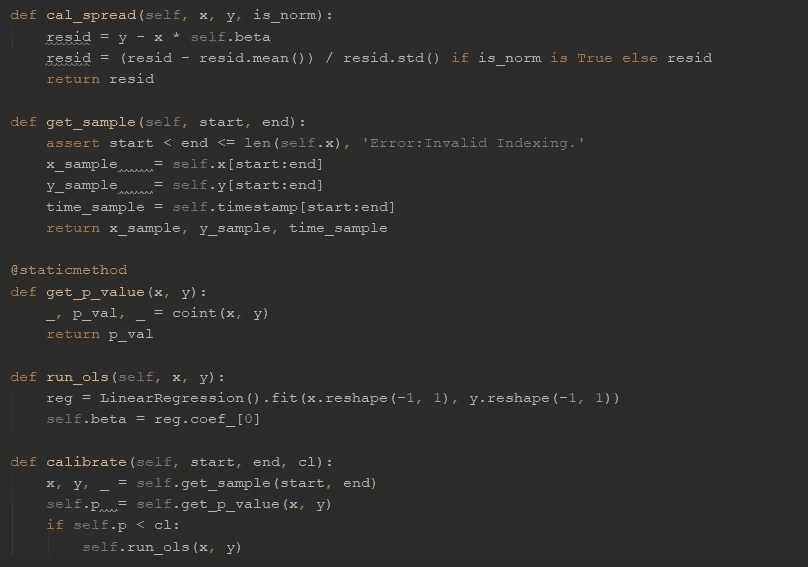 def cal_spread(self, x, y, is_norm):
    resid = y - x * self.beta
    resid = (resid - resid.mean()) / resid.std() if is_norm is True else resid
    return resid

def get_sample(self, start, end):
    assert start < end <= len(self.x), 'Error:Invalid Indexing.'
    x_sample    = self.x[start:end]
    y_sample    = self.y[start:end]
    time_sample = self.timestamp[start:end]
    return x_sample, y_sample, time_sample

@staticmethod
def get_p_value(x, y):
    _, p_val, _ = coint(x, y)
    return p_val

def run_ols(self, x, y):
    reg = LinearRegression().fit(x.reshape(-1, 1), y.reshape(-1, 1))
    self.beta = reg.coef_[0]

def calibrate(self, start, end, cl):
    x, y, _ = self.get_sample(start, end)
    self.p  = self.get_p_value(x, y)
    if self.p < cl:
        self.run_ols(x, y)